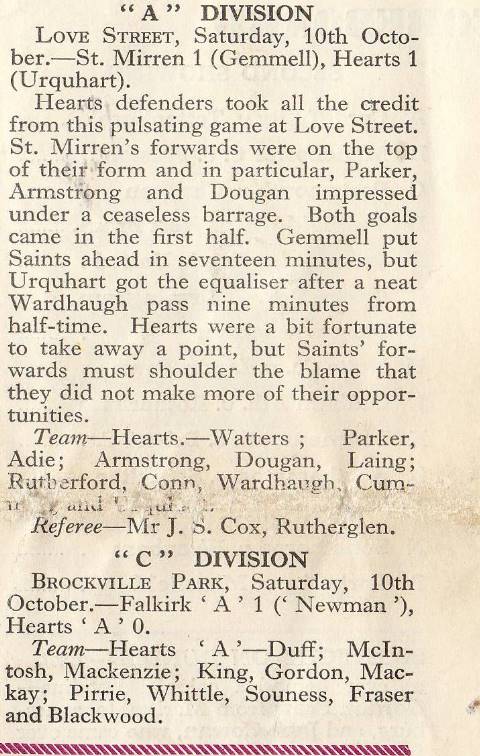 “ A ” DIVISION
LOVE STREET, Saturday, 10th Octo-
ber.—St. Mirren 1 (Gemmell), Hearts 1
(Urquhart).
Hearts defenders took all the credit
from this pulsating game at Love Street.
St. Mirren’s forwards were on the top
of their form and in particular, Parker,
Armstrong and Dougan impressed
under a ceaseless barrage. Both goals
came in the first half. Gemmell put
Saints ahead in seventeen minutes, but
Urquhart got the equaliser after a neat
Wardhaugh pass nine minutes from
half-time. Hearts were a bit fortunate
to take away a point, but Saints’ for-
wards must shoulder the blame that
they did not make more of their oppor-
tunities.
Team—Hearts.—Watters ; Parker,
Adie; Armstrong, Dougan, Laing;
Rutherford, Conn, Wardhaugh, Cum-
and Urquhart.
Referee—Mr J. S. Cox, Rutherglen.
“ C ” DIVISION
BROCKVILLE PARK, Saturday, 10th
October.—Falkirk ‘ A ’ 1 (‘ Newman ’),
Hearts ‘ A ’ 0.
Team—Hearts ‘ A ’—Duff; McIn-
tosh, Mackenzie; King, Gordon, Mac-
kay; Pirrie, Whittle, Souness, Fraser
and Blackwood.